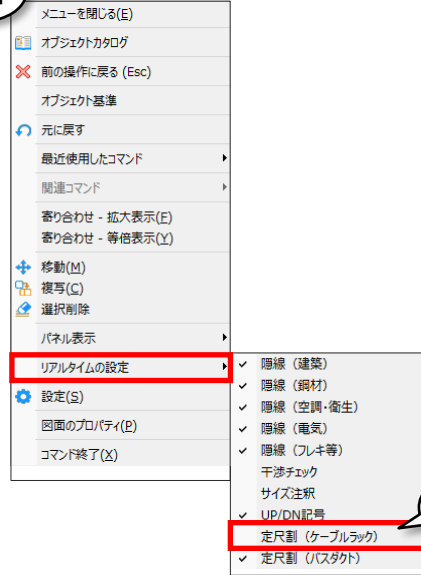 メニューを閉じる(E)
オブジェクトカタログ
前の操作に戻る (Esc)
オブジェクト基準
元に戻す
最近使用したコマンド
関連コマンド
寄り合わせ - 拡大表示(F)
寄り合わせ - 等倍表示(Y)
移動(M)
複写(C)
選択削除
パネル表示
リアルタイムの設定
設定(S)
図面のプロパティ(P)
コマンド終了(X)
隠線（建築）
隠線（鋼材）
隠線（空調・衛生）
隠線（電気）
隠線（フレキ等）
干渉チェック
サイズ注釈
UP/DN記号
定尺割（ケーブルラック）
定尺割（バスダクト）